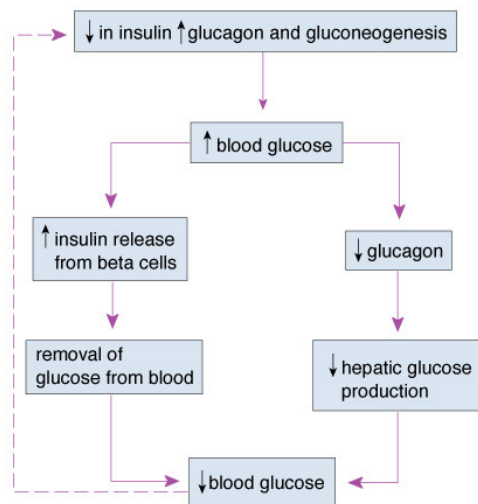 ↓ in insulin ↑ glucagon and gluconeogenesis
↑ blood glucose
↑ insulin release
from beta cells
↓ glucagon
removal of
glucose from blood
↓ hepatic glucose
production
↓ blood glucose